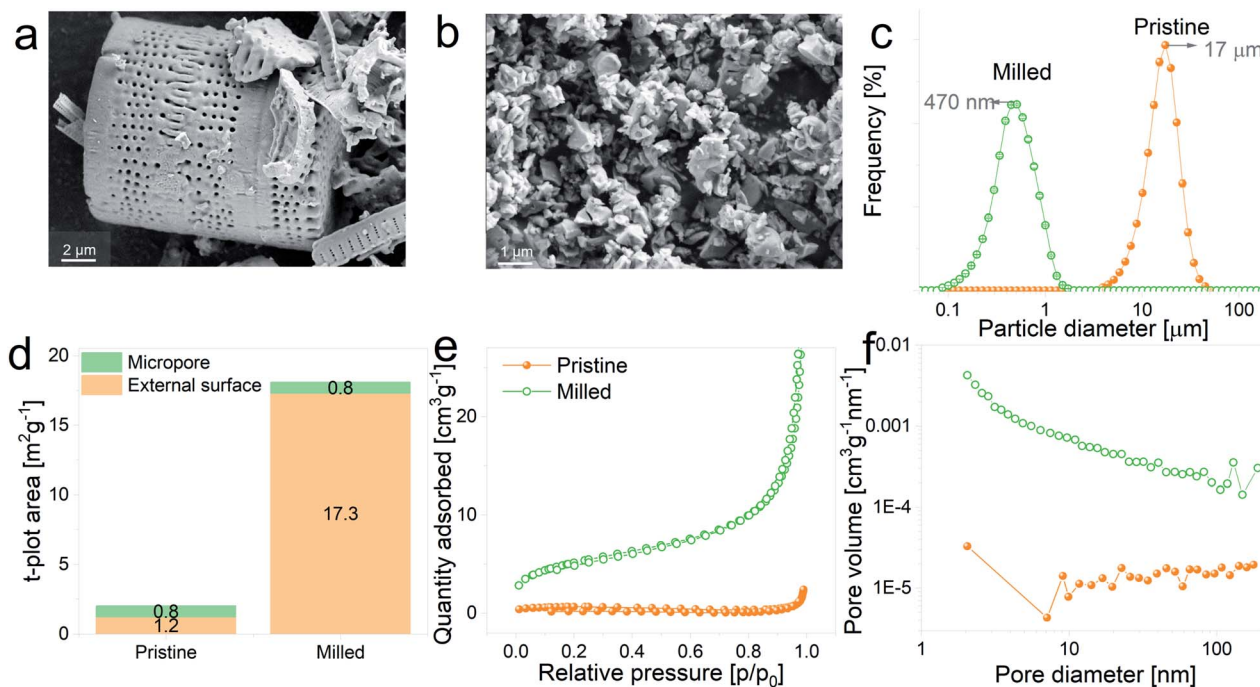 a
2 μm
b
1 μm
c
Pristine
17 μm
Milled
470 nm
Frequency [%]
0.1
1
10
100
Particle diameter [μm]
d
20
15
10
5
0
t-plot area [m²g⁻¹]
Micropore
External surface
0.8
1.2
0.8
17.3
Pristine
Milled
e
Pristine
Milled
20
10
0
Quantity adsorbed [cm³g⁻¹]
0.0
0.2
0.4
0.6
0.8
1.0
Relative pressure [p/p₀]
f
0.01
0.001
1E-4
1E-5
Pore volume [cm³g⁻¹nm⁻¹]
1
10
100
Pore diameter [nm]